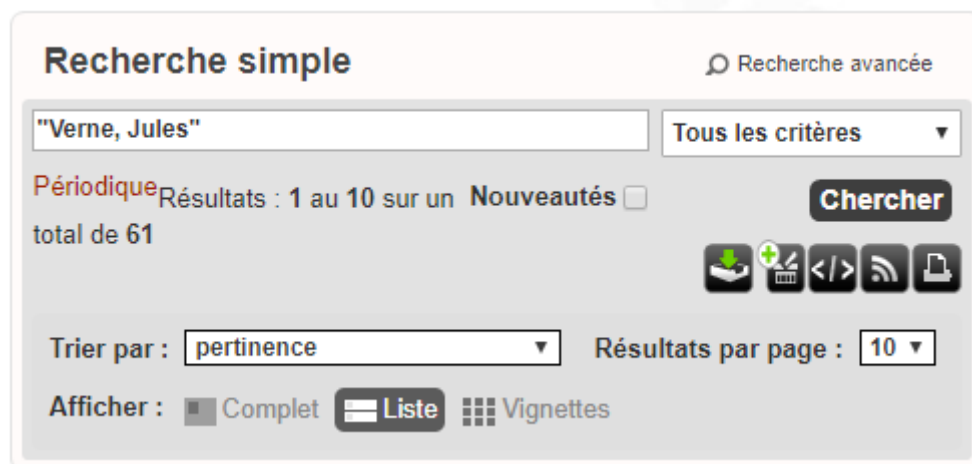 Recherche simple
Recherche avancée
"Verne, Jules"
Tous les critères
Périodique Résultats : 1 au 10 sur un Nouveautés
total de 61
Chercher
</>
Trier par : pertinence
Résultats par page : 10
Afficher : Complet Liste Vignettes